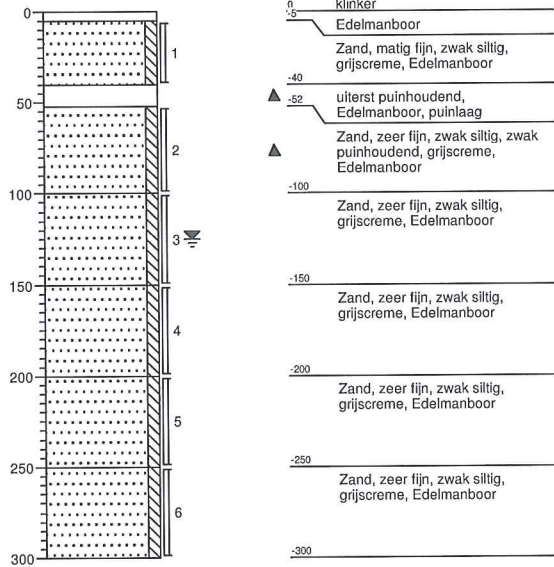 0
50
100
150
200
250
300
1
2
3
4
5
6
0
klinker
-5
Edelmanboor
Zand, matig fijn, zwak siltig,
grijscreme, Edelmanboor
-40
uiterst puinhoudend,
Edelmanboor, puinlaag
-52
Zand, zeer fijn, zwak siltig, zwak
puinhoudend, grijscreme,
Edelmanboor
-100
Zand, zeer fijn, zwak siltig,
grijscreme, Edelmanboor
-150
Zand, zeer fijn, zwak siltig,
grijscreme, Edelmanboor
-200
Zand, zeer fijn, zwak siltig,
grijscreme, Edelmanboor
-250
Zand, zeer fijn, zwak siltig,
grijscreme, Edelmanboor
-300